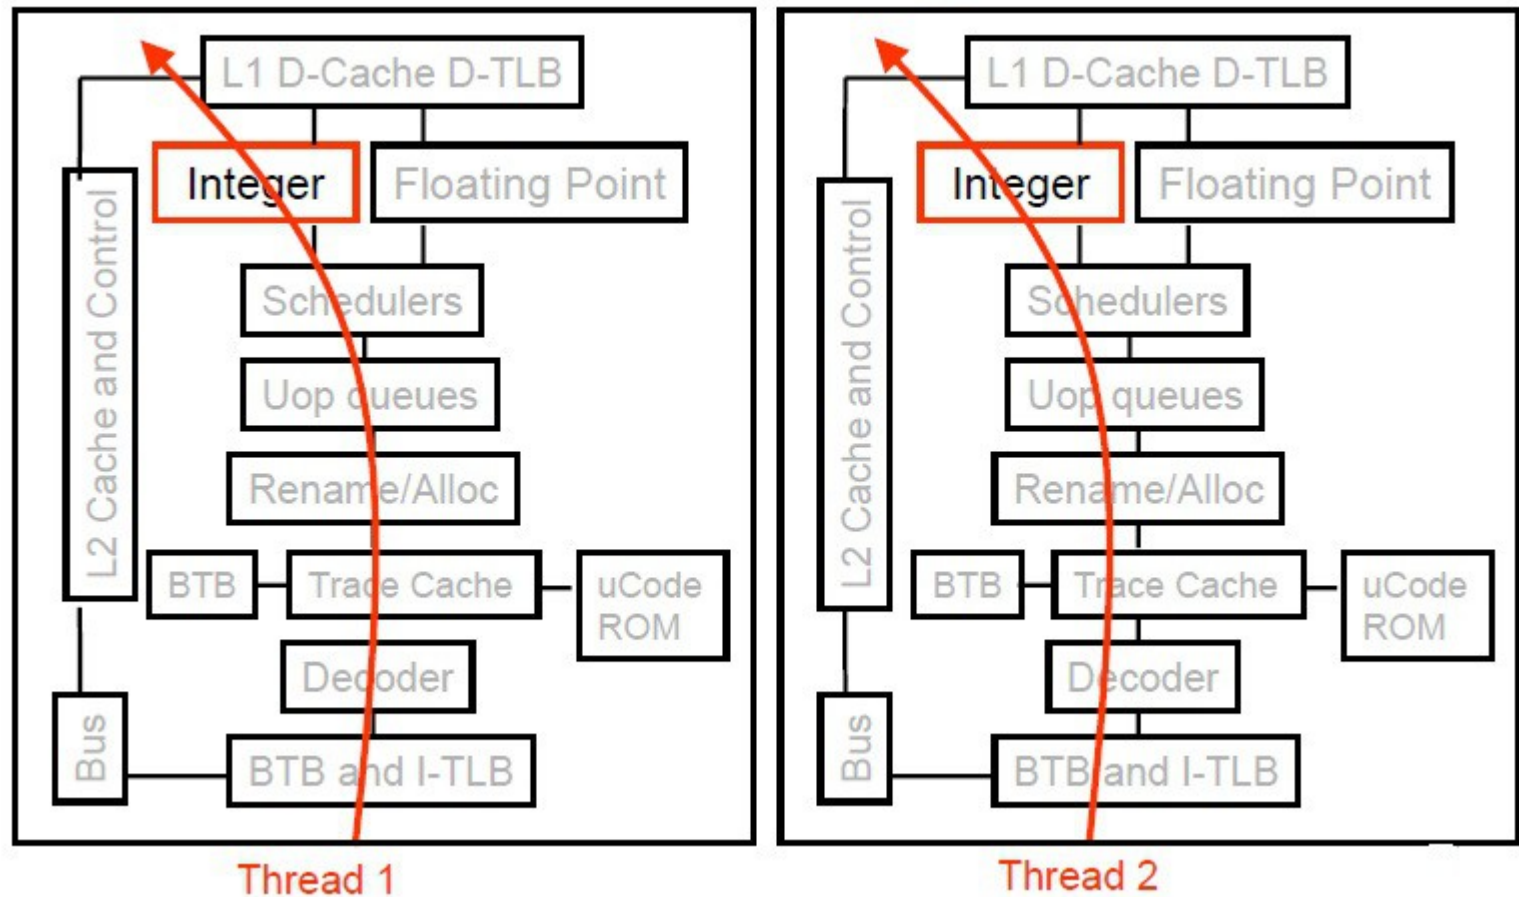 L1 D-Cache D-TLB
Integer
Floating Point
L2 Cache and Control
Schedulers
Uop queues
Rename/Alloc
BTB
Trace Cache
uCode
ROM
Decoder
Bus
BTB and I-TLB
Thread 1
L1 D-Cache D-TLB
Integer
Floating Point
L2 Cache and Control
Schedulers
Uop queues
Rename/Alloc
BTB
Trace Cache
uCode
ROM
Decoder
Bus
BTB and I-TLB
Thread 2